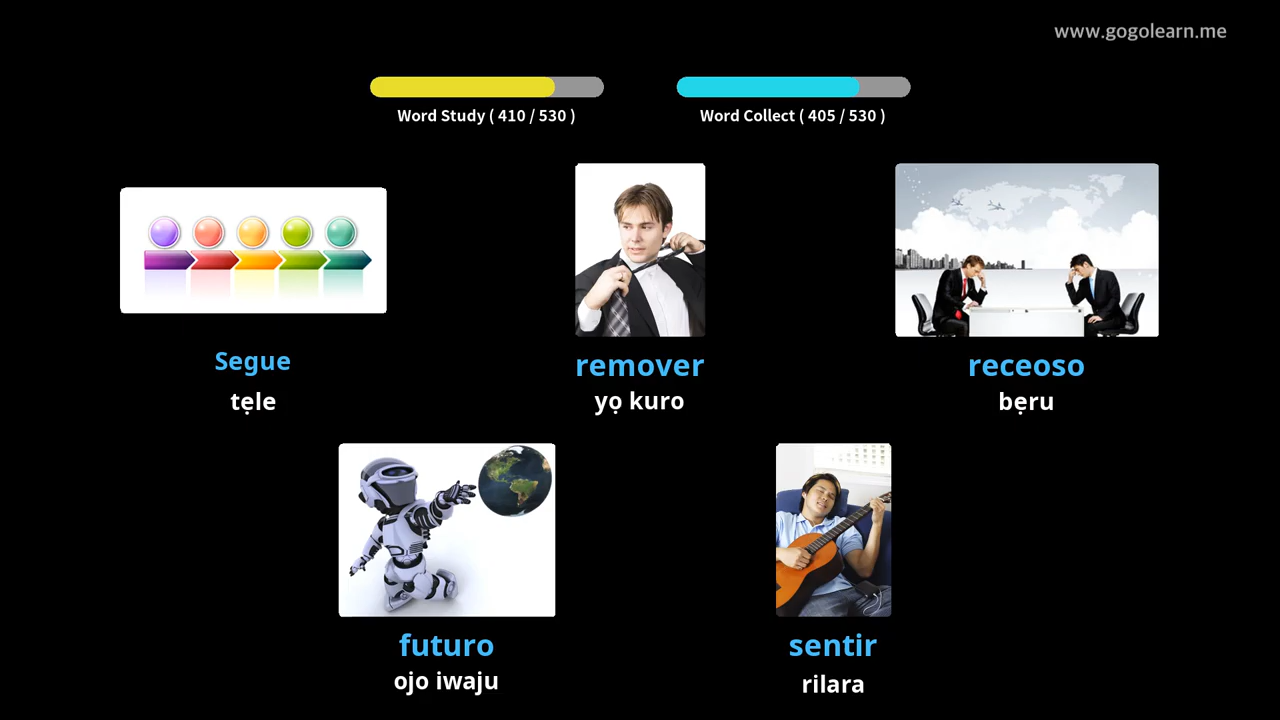 www.gogolearn.me
Word Study ( 410 / 530 )
Word Collect ( 405 / 530 )
Segue
tẹle
remover
yọ kuro
receoso
bẹru
futuro
ojo iwaju
sentir
rilara